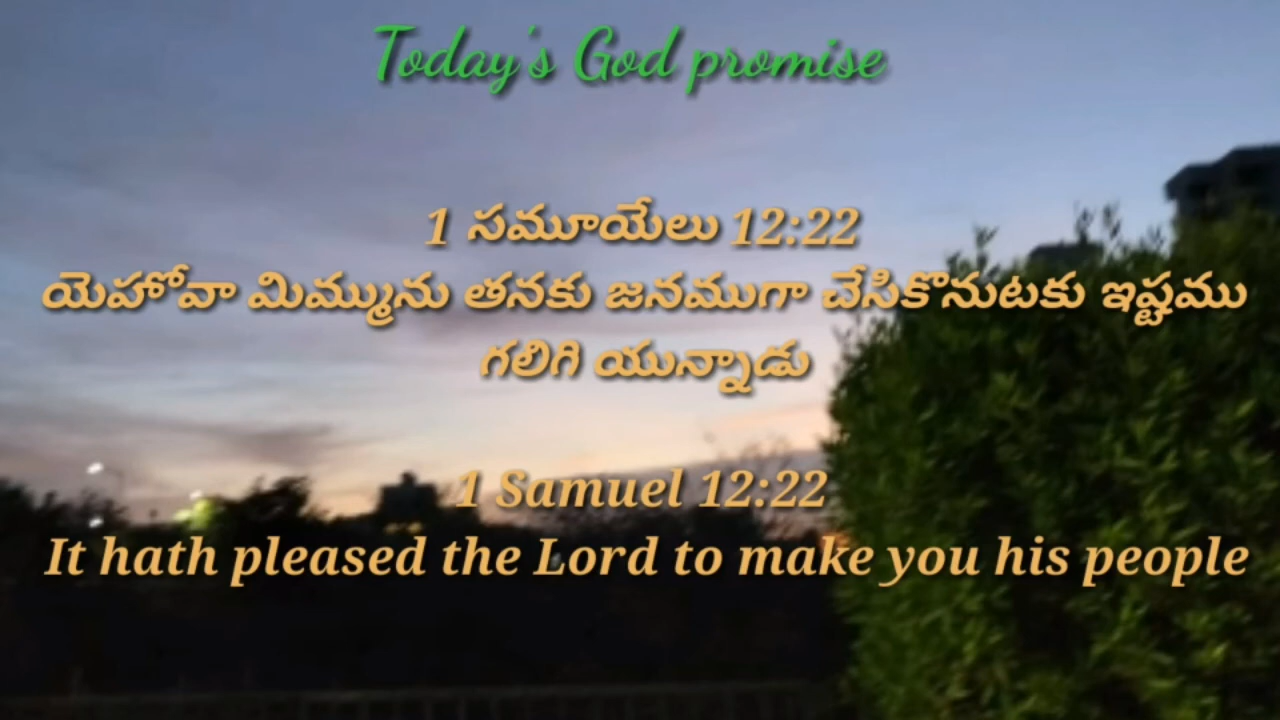 Today's God promise
1 సమూయేలు 12:22
యెహోవా మిమ్మును తనకు జనముగా చేసికొనుటకు ఇష్టము
గలిగి యున్నాడు
1 Samuel 12:22
It hath pleased the Lord to make you his people